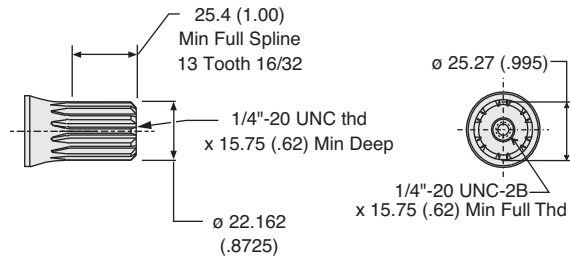 25.4 (1.00)
Min Full Spline
13 Tooth 16/32
ø 25.27 (.995)
1/4"-20 UNC thd
x 15.75 (.62) Min Deep
1/4"-20 UNC-2B
x 15.75 (.62) Min Full Thd
ø 22.162
(.8725)